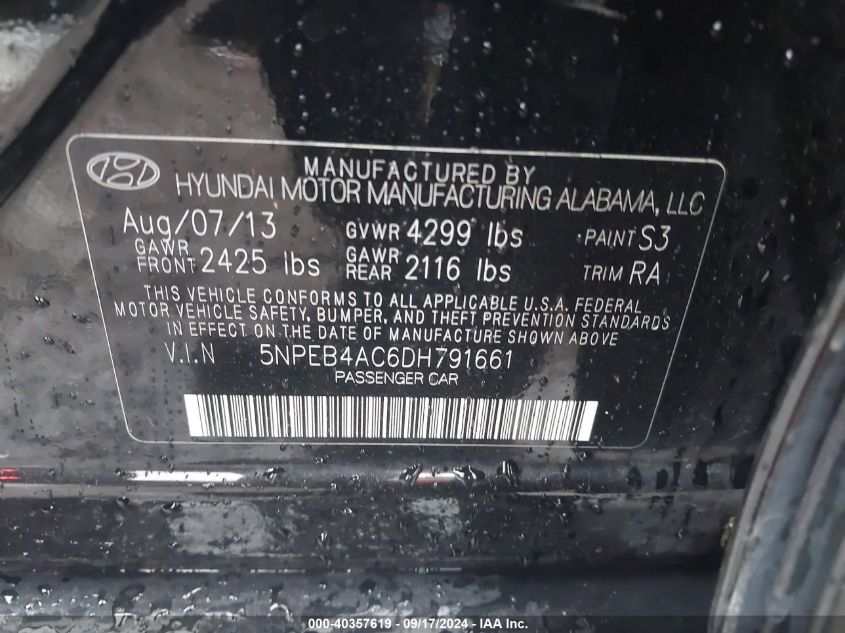 MANUFACTURED BY
HYUNDAI MOTOR MANUFACTURING ALABAMA, LLC
Aug/07/13 GVWR 4299 lbs PAINT S3
GAWR FRONT 2425 lbs GAWR REAR 2116 lbs TRIM RA
THIS VEHICLE CONFORMS TO ALL APPLICABLE U.S.A. FEDERAL
MOTOR VEHICLE SAFETY, BUMPER, AND THEFT PREVENTION STANDARDS
IN EFFECT ON THE DATE OF MANUFACTURE SHOWN ABOVE
V.I.N 5NPEB4AC6DH791661
PASSENGER CAR
000-40357619 - 09/17/2024 - © IAA Inc.